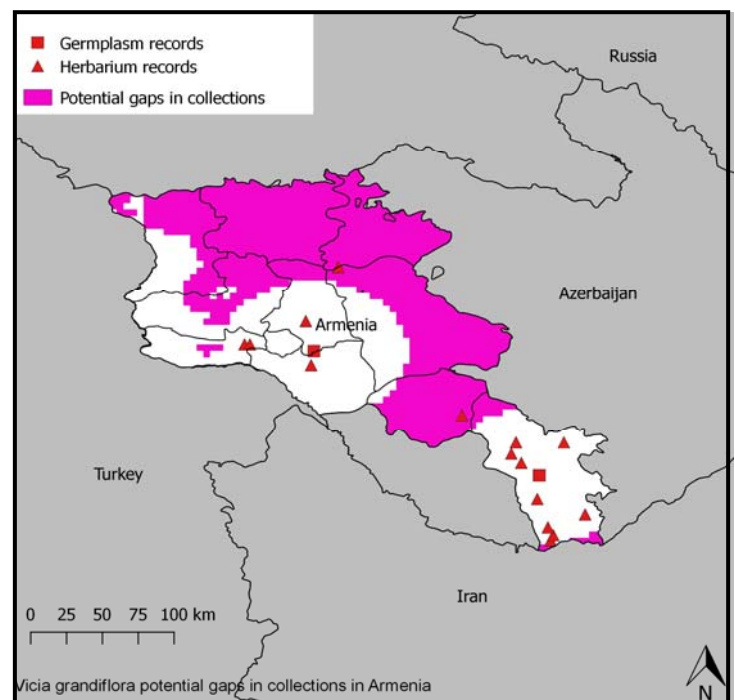 Germplasm records
Herbarium records
Potential gaps in collections
Russia
Azerbaijan
Armenia
Turkey
Iran
0 25 50 75 100 km
N
Vicia grandiflora potential gaps in collections in Armenia